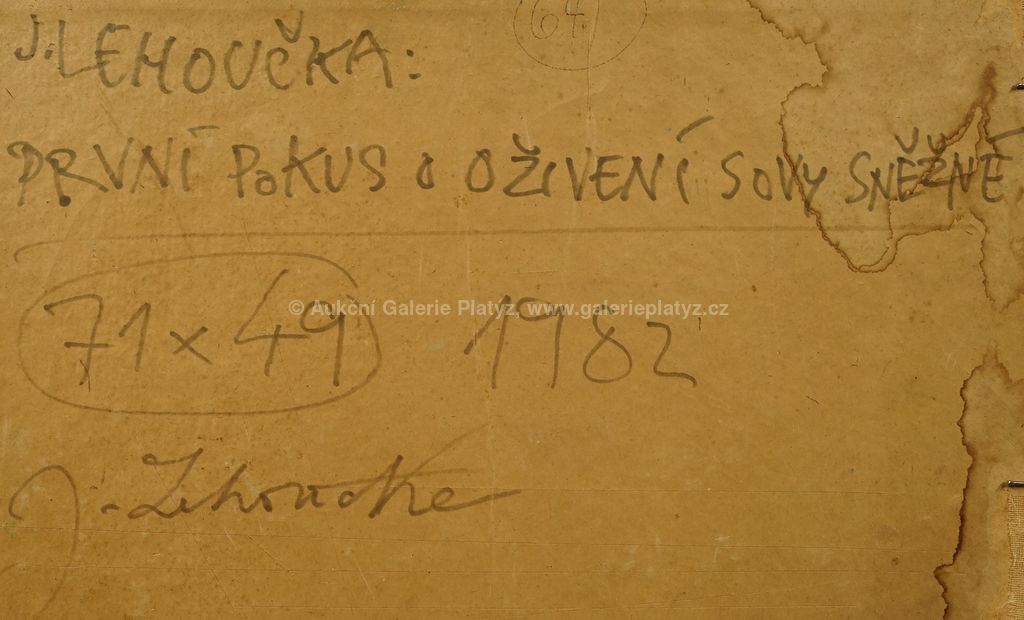 64.
J. LEHOUČKA:
PRVNÍ POKUS O OŽIVENÍ SOVY SNĚŽNÉ
71 x 49 1982
© Aukční Galerie Platýz, www.galerieplatyz.cz
J. Lehoučka